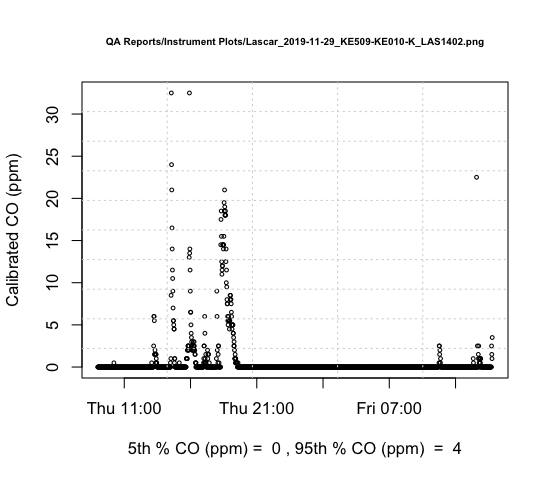 QA Reports/Instrument Plots/Lascar_2019-11-29_KE509-KE010-K_LAS1402.png
30
25
20
15
10
5
0
Calibrated CO (ppm)
Thu 11:00 Thu 21:00 Fri 07:00
5th % CO (ppm) = 0 , 95th % CO (ppm) = 4